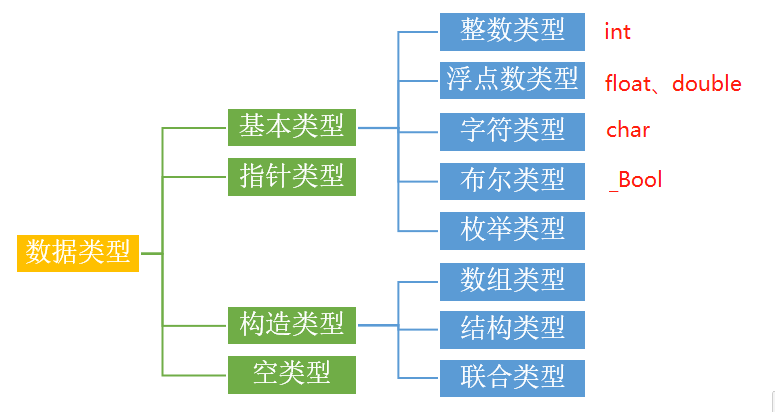 整数类型 int
浮点数类型 float、double
基本类型
字符类型 char
指针类型
布尔类型 _Bool
枚举类型
数据类型
数组类型
构造类型
结构类型
空类型
联合类型